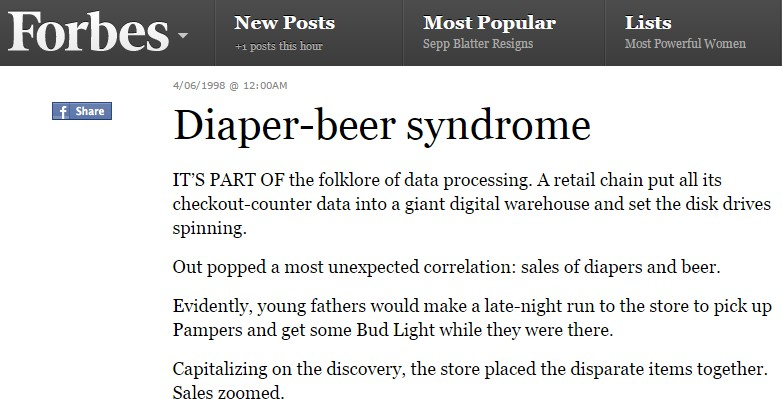 Forbes
New Posts
+1 posts this hour
Most Popular
Sepp Blatter Resigns
Lists
Most Powerful Women
4/06/1998 @ 12:00AM
f Share
Diaper-beer syndrome
IT’S PART OF the folklore of data processing. A retail chain put all its
checkout-counter data into a giant digital warehouse and set the disk drives
spinning.
Out popped a most unexpected correlation: sales of diapers and beer.
Evidently, young fathers would make a late-night run to the store to pick up
Pampers and get some Bud Light while they were there.
Capitalizing on the discovery, the store placed the disparate items together.
Sales zoomed.